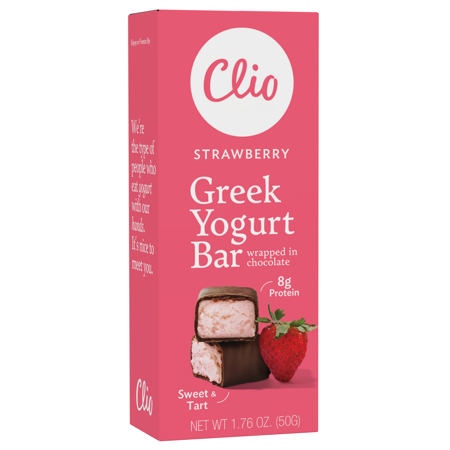 Clio
STRAWBERRY
Greek
Yogurt
Bar
wrapped in
chocolate
8g
Protein
Sweet &
Tart
NET WT 1.76 OZ. (50G)
We're
the type of
people who
eat yogurt
with our
hands.
It's nice to
meet you.
Clio